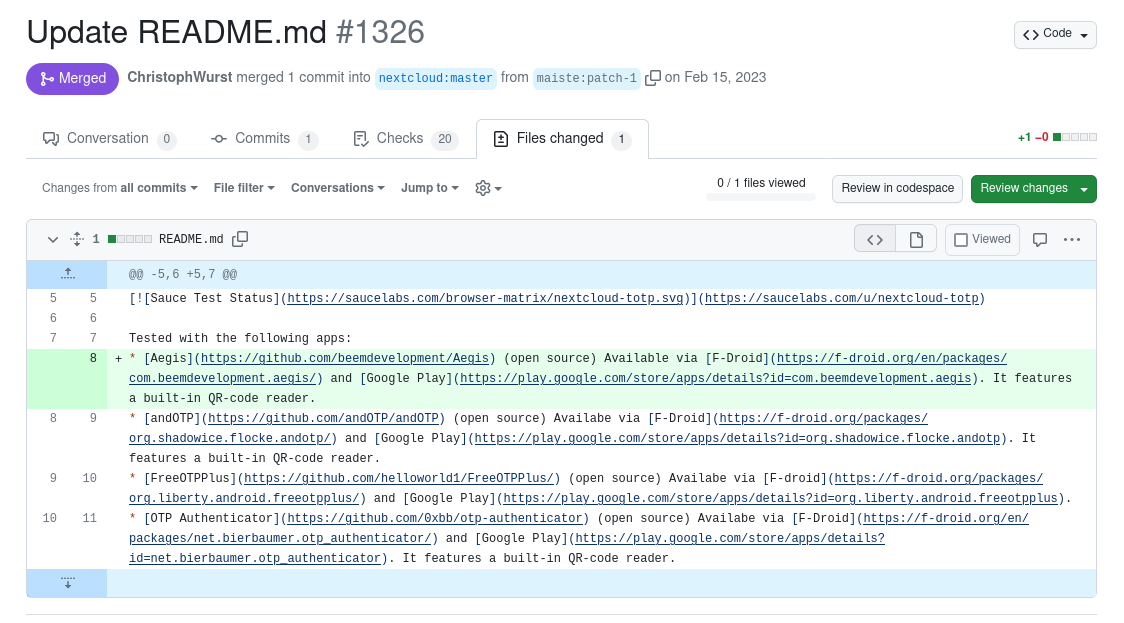 Update README.md #1326
Code
Merged ChristophWurst merged 1 commit into nextcloud:master from maiste:patch-1 on Feb 15, 2023
Conversation 0 Commits 1 Checks 20 Files changed 1 +1 −0
Changes from all commits File filter Conversations Jump to 0 / 1 files viewed Review in codespace Review changes
1 README.md Viewed
@@ -5,6 +5,7 @@
5 5 [![Sauce Test Status](https://saucelabs.com/browser-matrix/nextcloud-totp.svg)](https://saucelabs.com/u/nextcloud-totp)
6 6
7 7 Tested with the following apps:
8 + * [Aegis](https://github.com/beemdevelopment/Aegis) (open source) Available via [F-Droid](https://f-droid.org/en/packages/
com.beemdevelopment.aegis/) and [Google Play](https://play.google.com/store/apps/details?id=com.beemdevelopment.aegis). It features
a built-in QR-code reader.
8 9 * [andOTP](https://github.com/andOTP/andOTP) (open source) Availabe via [F-Droid](https://f-droid.org/packages/
org.shadowice.flocke.andotp/) and [Google Play](https://play.google.com/store/apps/details?id=org.shadowice.flocke.andotp). It
features a built-in QR-code reader.
9 10 * [FreeOTPPlus](https://github.com/helloworld1/FreeOTPPlus/) (open source) Availabe via [F-droid](https://f-droid.org/packages/
org.liberty.android.freeotpplus/) and [Google Play](https://play.google.com/store/apps/details?id=org.liberty.android.freeotpplus).
10 11 * [OTP Authenticator](https://github.com/0xbb/otp-authenticator) (open source) Availabe via [F-Droid](https://f-droid.org/en/
packages/net.bierbaumer.otp_authenticator/) and [Google Play](https://play.google.com/store/apps/details?
id=net.bierbaumer.otp_authenticator). It features a built-in QR-code reader.